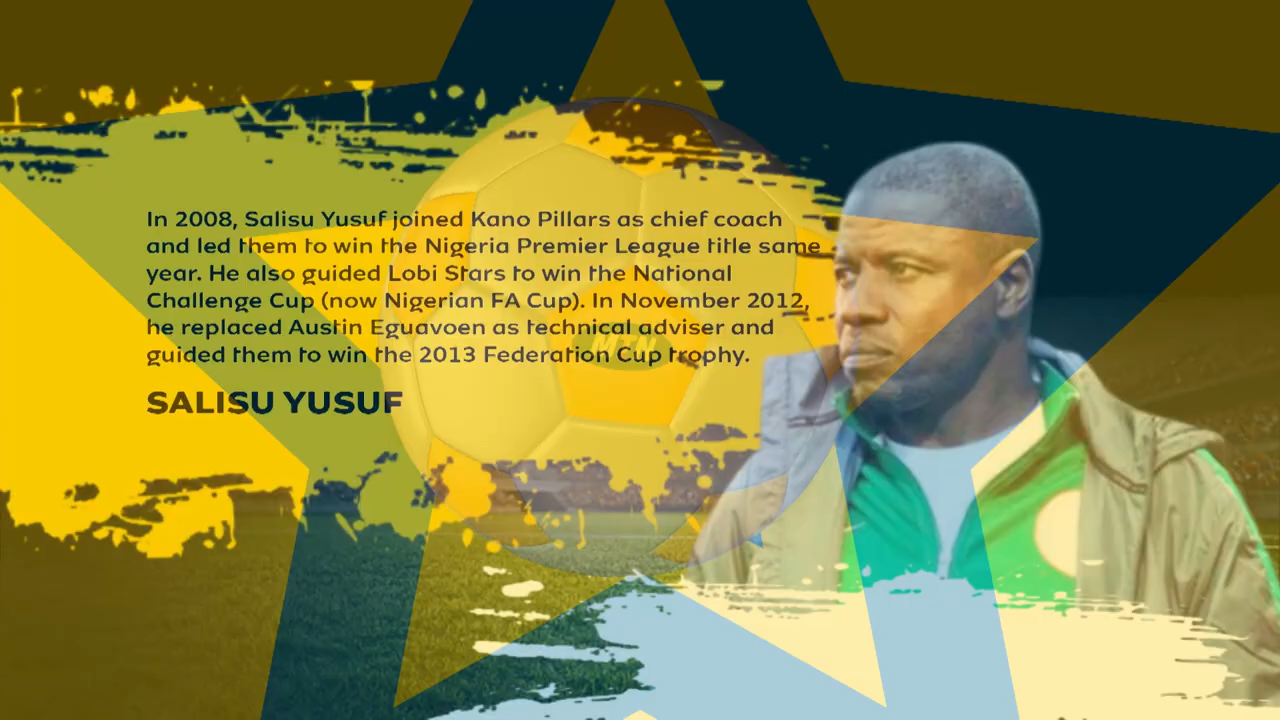 In 2008, Salisu Yusuf joined Kano Pillars as chief coach
and led them to win the Nigeria Premier League title same
year. He also guided Lobi Stars to win the National
Challenge Cup (now Nigerian FA Cup). In November 2012,
he replaced Austin Eguavoen as technical adviser and
guided them to win the 2013 Federation Cup trophy.
MTN
SALISU YUSUF